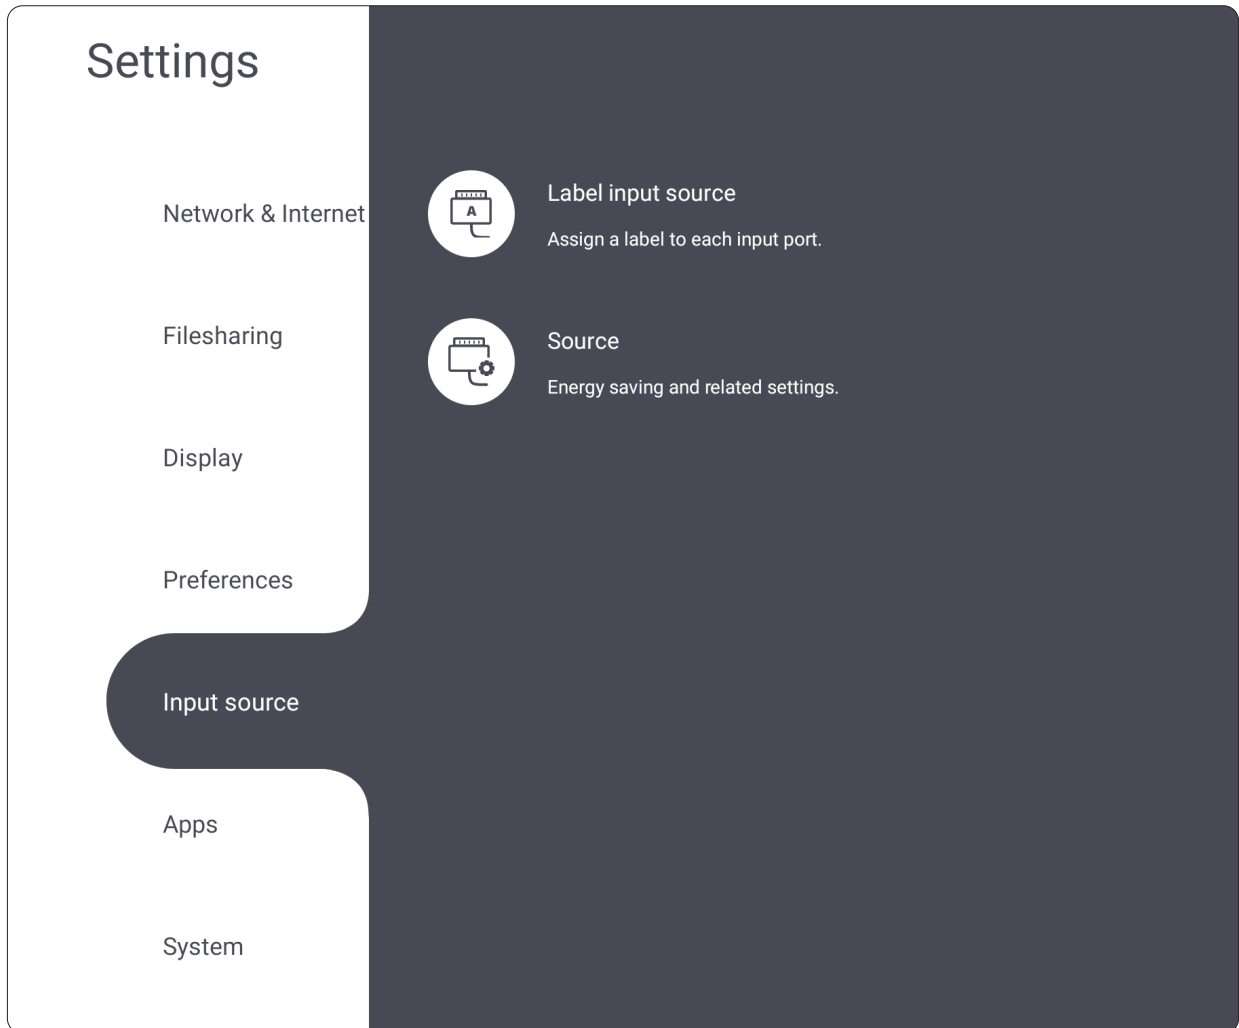 Settings
Network & Internet
Filesharing
Display
Preferences
Input source
Apps
System
A
Label input source
Assign a label to each input port.
Source
Energy saving and related settings.